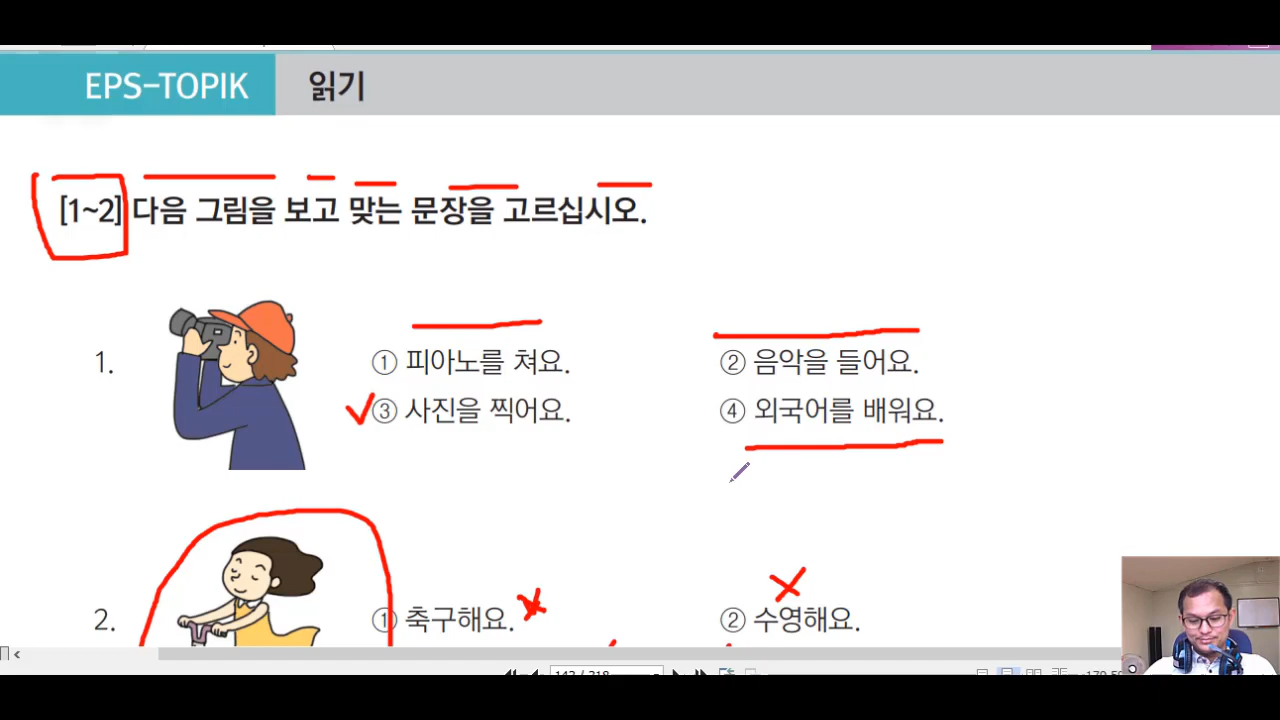 EPS-TOPIK 읽기
[1~2] 다음 그림을 보고 맞는 문장을 고르십시오.
1.
① 피아노를 쳐요. ② 음악을 들어요.
③ 사진을 찍어요. ④ 외국어를 배워요.
2.
① 축구해요. ② 수영해요.